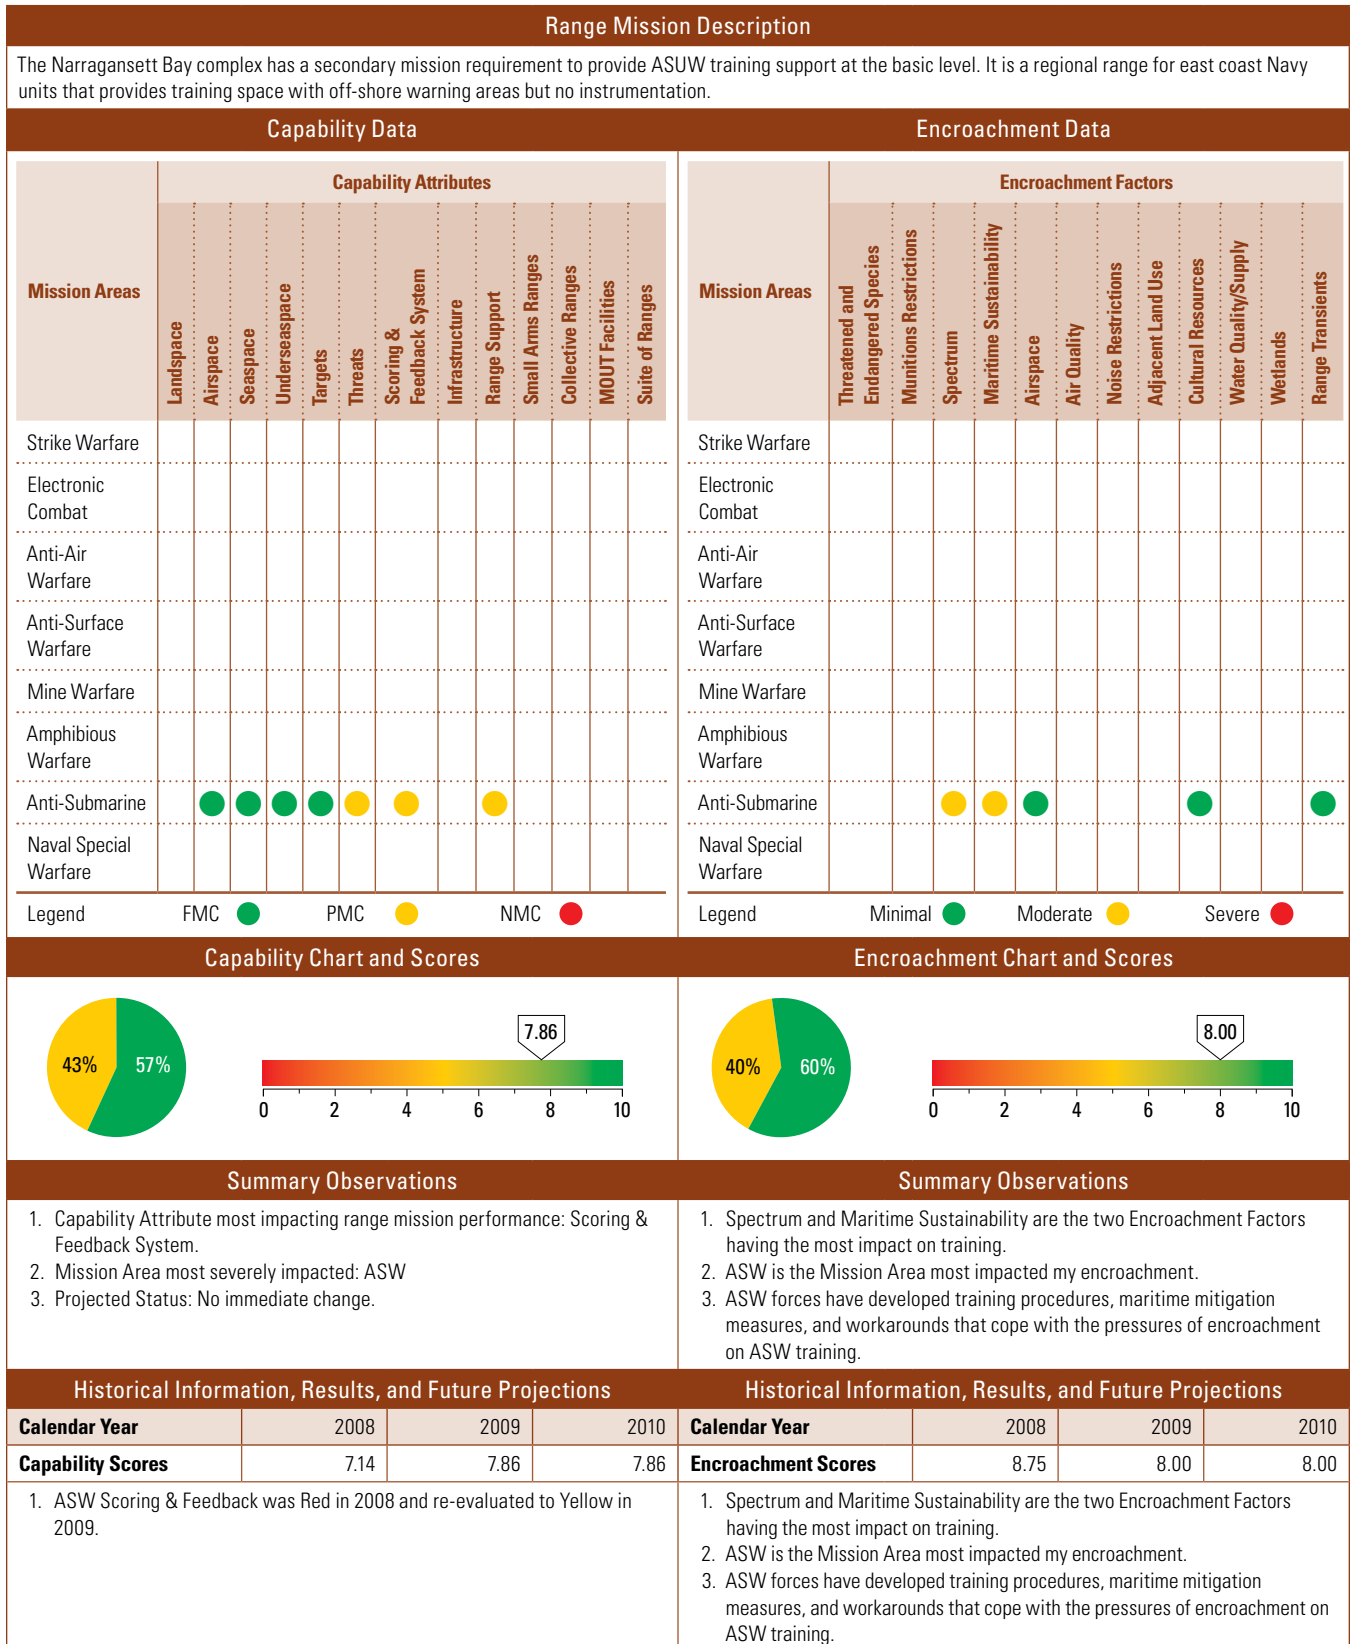 Range Mission Description
The Narragansett Bay complex has a secondary mission requirement to provide ASUW training support at the basic level. It is a regional range for east coast Navy
units that provides training space with off-shore warning areas but no instrumentation.
Capability Data
Mission Areas
Capability Attributes
Landspace
Airspace
Seaspace
Underseaspace
Targets
Threats
Scoring &
Feedback System
Infrastructure
Range Support
Small Arms Ranges
Collective Ranges
MOUT Facilities
Suite of Ranges
Strike Warfare
Electronic
Combat
Anti-Air
Warfare
Anti-Surface
Warfare
Mine Warfare
Amphibious
Warfare
Anti-Submarine
Naval Special
Warfare
Legend FMC PMC NMC
Encroachment Data
Mission Areas
Encroachment Factors
Threatened and
Endangered Species
Munitions Restrictions
Spectrum
Maritime Sustainability
Airspace
Air Quality
Noise Restrictions
Adjacent Land Use
Cultural Resources
Water Quality/Supply
Wetlands
Range Transients
Strike Warfare
Electronic
Combat
Anti-Air
Warfare
Anti-Surface
Warfare
Mine Warfare
Amphibious
Warfare
Anti-Submarine
Naval Special
Warfare
Legend Minimal Moderate Severe
Capability Chart and Scores
43% 57%
7.86
0 2 4 6 8 10
Encroachment Chart and Scores
40% 60%
8.00
0 2 4 6 8 10
Summary Observations
1. Capability Attribute most impacting range mission performance: Scoring &
Feedback System.
2. Mission Area most severely impacted: ASW
3. Projected Status: No immediate change.
Summary Observations
1. Spectrum and Maritime Sustainability are the two Encroachment Factors
having the most impact on training.
2. ASW is the Mission Area most impacted my encroachment.
3. ASW forces have developed training procedures, maritime mitigation
measures, and workarounds that cope with the pressures of encroachment
on ASW training.
Historical Information, Results, and Future Projections
Calendar Year 2008 2009 2010
Capability Scores 7.14 7.86 7.86
1. ASW Scoring & Feedback was Red in 2008 and re-evaluated to Yellow in
2009.
Historical Information, Results, and Future Projections
Calendar Year 2008 2009 2010
Encroachment Scores 8.75 8.00 8.00
1. Spectrum and Maritime Sustainability are the two Encroachment Factors
having the most impact on training.
2. ASW is the Mission Area most impacted my encroachment.
3. ASW forces have developed training procedures, maritime mitigation
measures, and workarounds that cope with the pressures of encroachment on
ASW training.